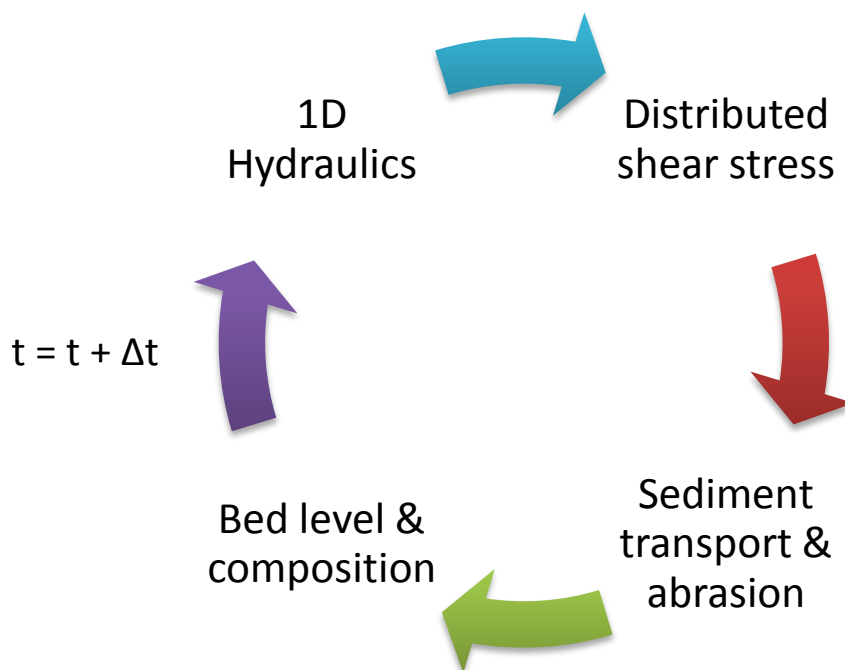 1D
Hydraulics
Distributed
shear stress
t = t + Δt
Bed level &
composition
Sediment
transport &
abrasion